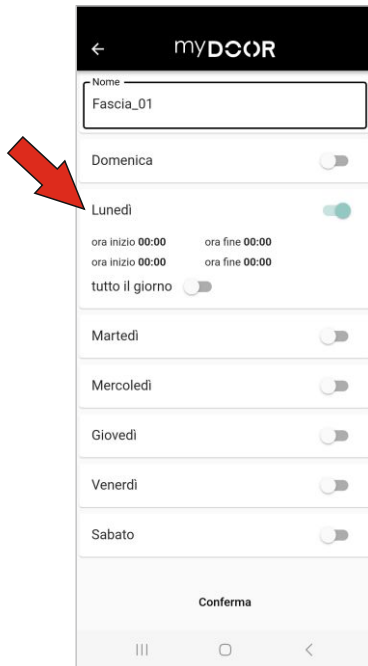 myDOOR
Nome
Fascia_01
Domenica
Lunedì
ora inizio 00:00 ora fine 00:00
ora inizio 00:00 ora fine 00:00
tutto il giorno
Martedì
Mercoledì
Giovedì
Venerdì
Sabato
Conferma